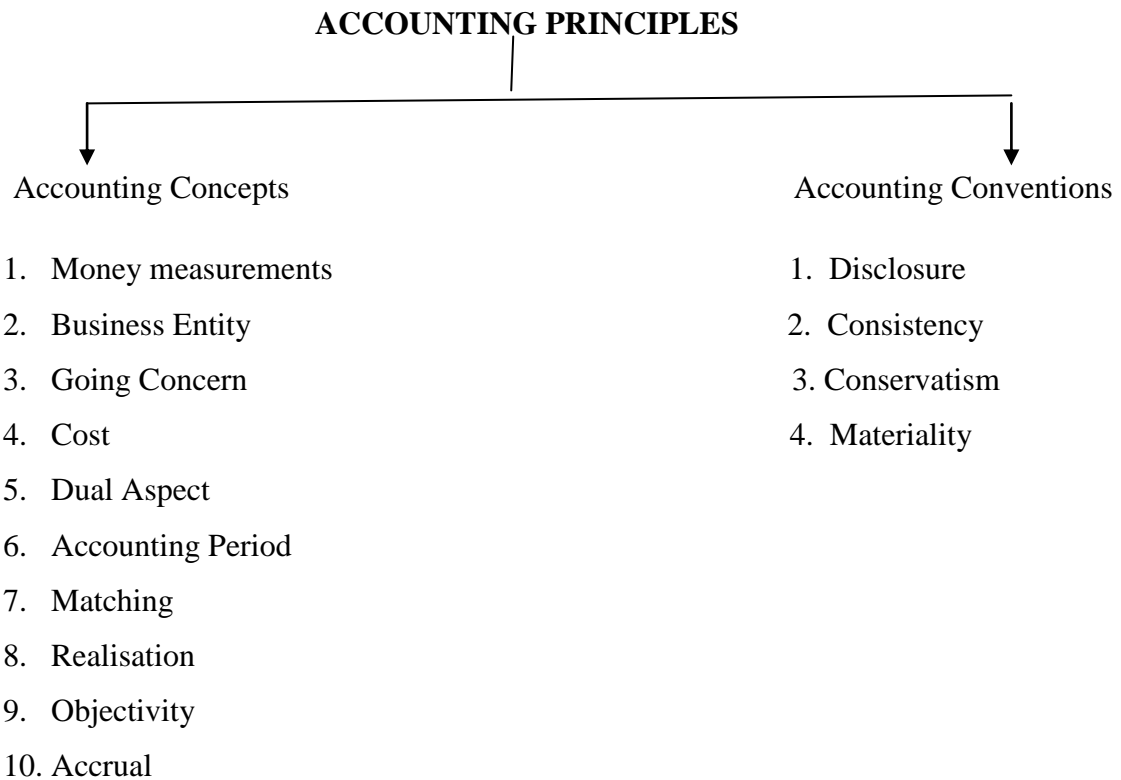 ACCOUNTING PRINCIPLES
Accounting Concepts
1. Money measurements
2. Business Entity
3. Going Concern
4. Cost
5. Dual Aspect
6. Accounting Period
7. Matching
8. Realisation
9. Objectivity
10. Accrual
Accounting Conventions
1. Disclosure
2. Consistency
3. Conservatism
4. Materiality